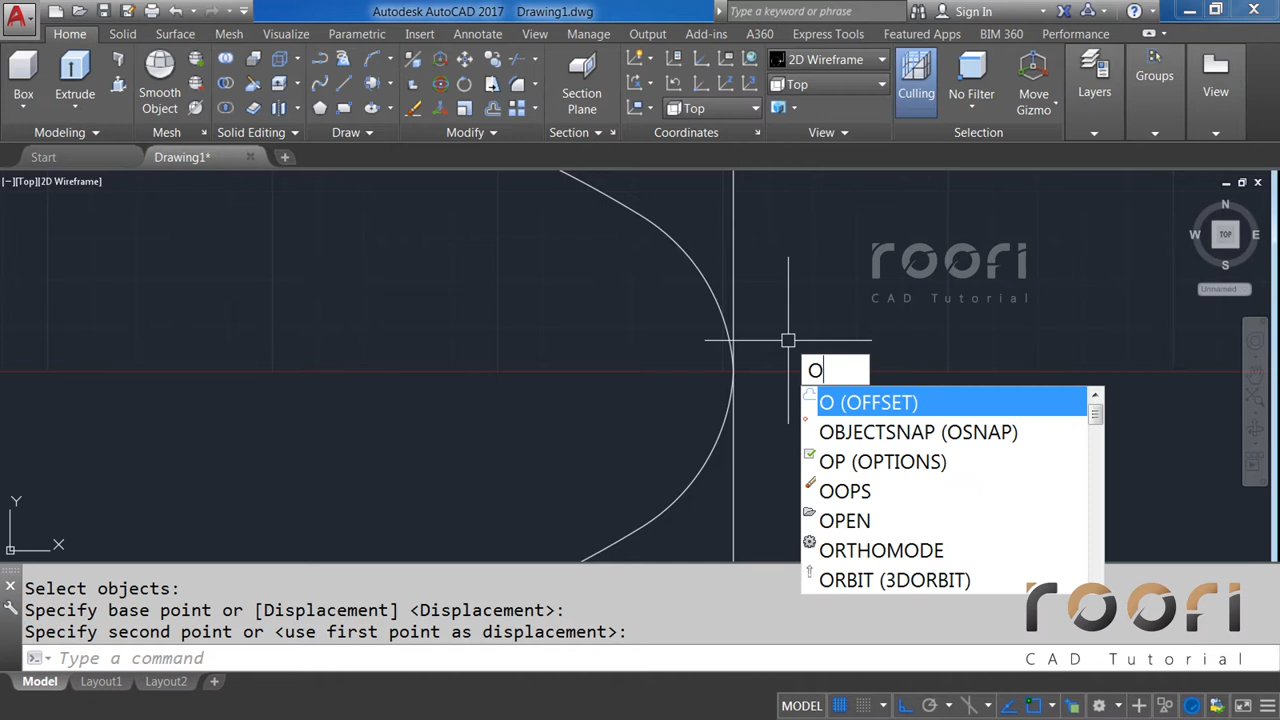 Autodesk AutoCAD 2017 Drawing1.dwg
Type a keyword or phrase
Sign In
Home Solid Surface Mesh Visualize Parametric Insert Annotate View Manage Output Add-ins A360 Express Tools Featured Apps BIM 360 Performance
Box
Extrude
Smooth
Object
Section
Plane
2D Wireframe
Top
Top
Culling
No Filter
Move
Gizmo
Layers
Groups
View
Modeling Mesh Solid Editing Draw Modify Section Coordinates View Selection
Start Drawing1*
[−][Top][2D Wireframe]
N
W TOP E
S
Unnamed
roori
CAD Tutorial
O
O (OFFSET)
OBJECTSNAP (OSNAP)
OP (OPTIONS)
OOPS
OPEN
ORTHOMODE
ORBIT (3DORBIT)
Y
X
Select objects:
Specify base point or [Displacement] <Displacement>:
Specify second point or <use first point as displacement>:
Type a command
roori
CAD Tutorial
Model Layout1 Layout2
MODEL